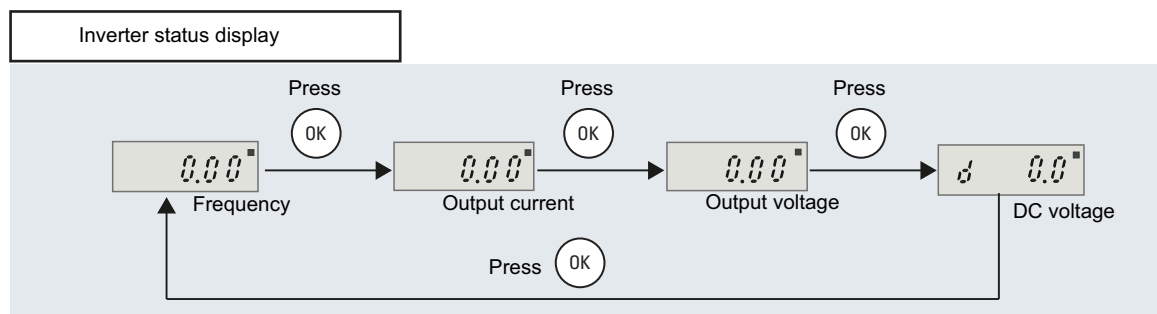 Inverter status display
Press Press Press
OK OK OK
0.00 0.00 0.00 d 0.0
Frequency Output current Output voltage DC voltage
Press OK